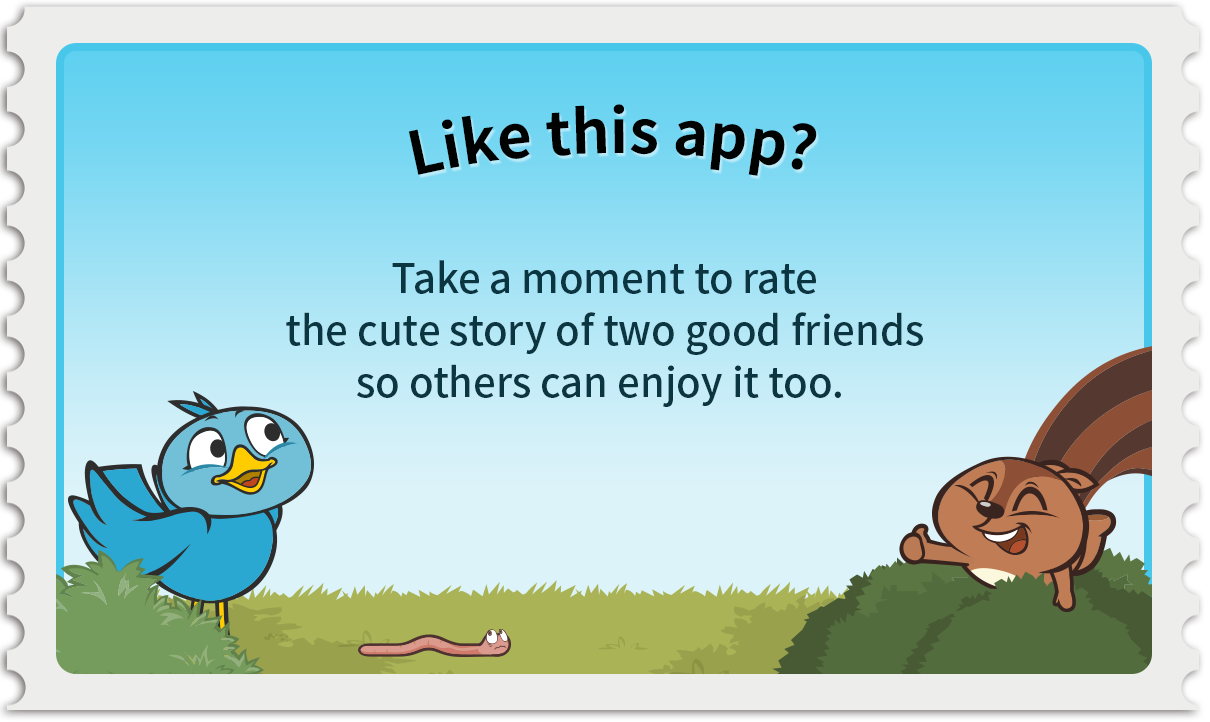 Like this app?
Take a moment to rate
the cute story of two good friends
so others can enjoy it too.